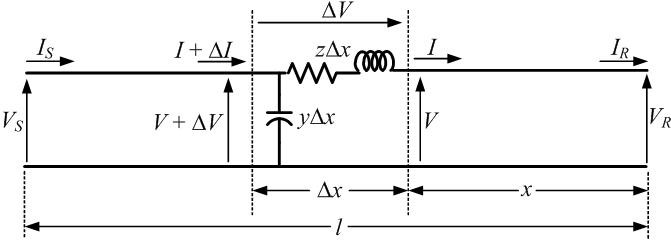 ΔV
I_S I + ΔI zΔx I I_R
V_S V + ΔV yΔx V V_R
Δx x
l